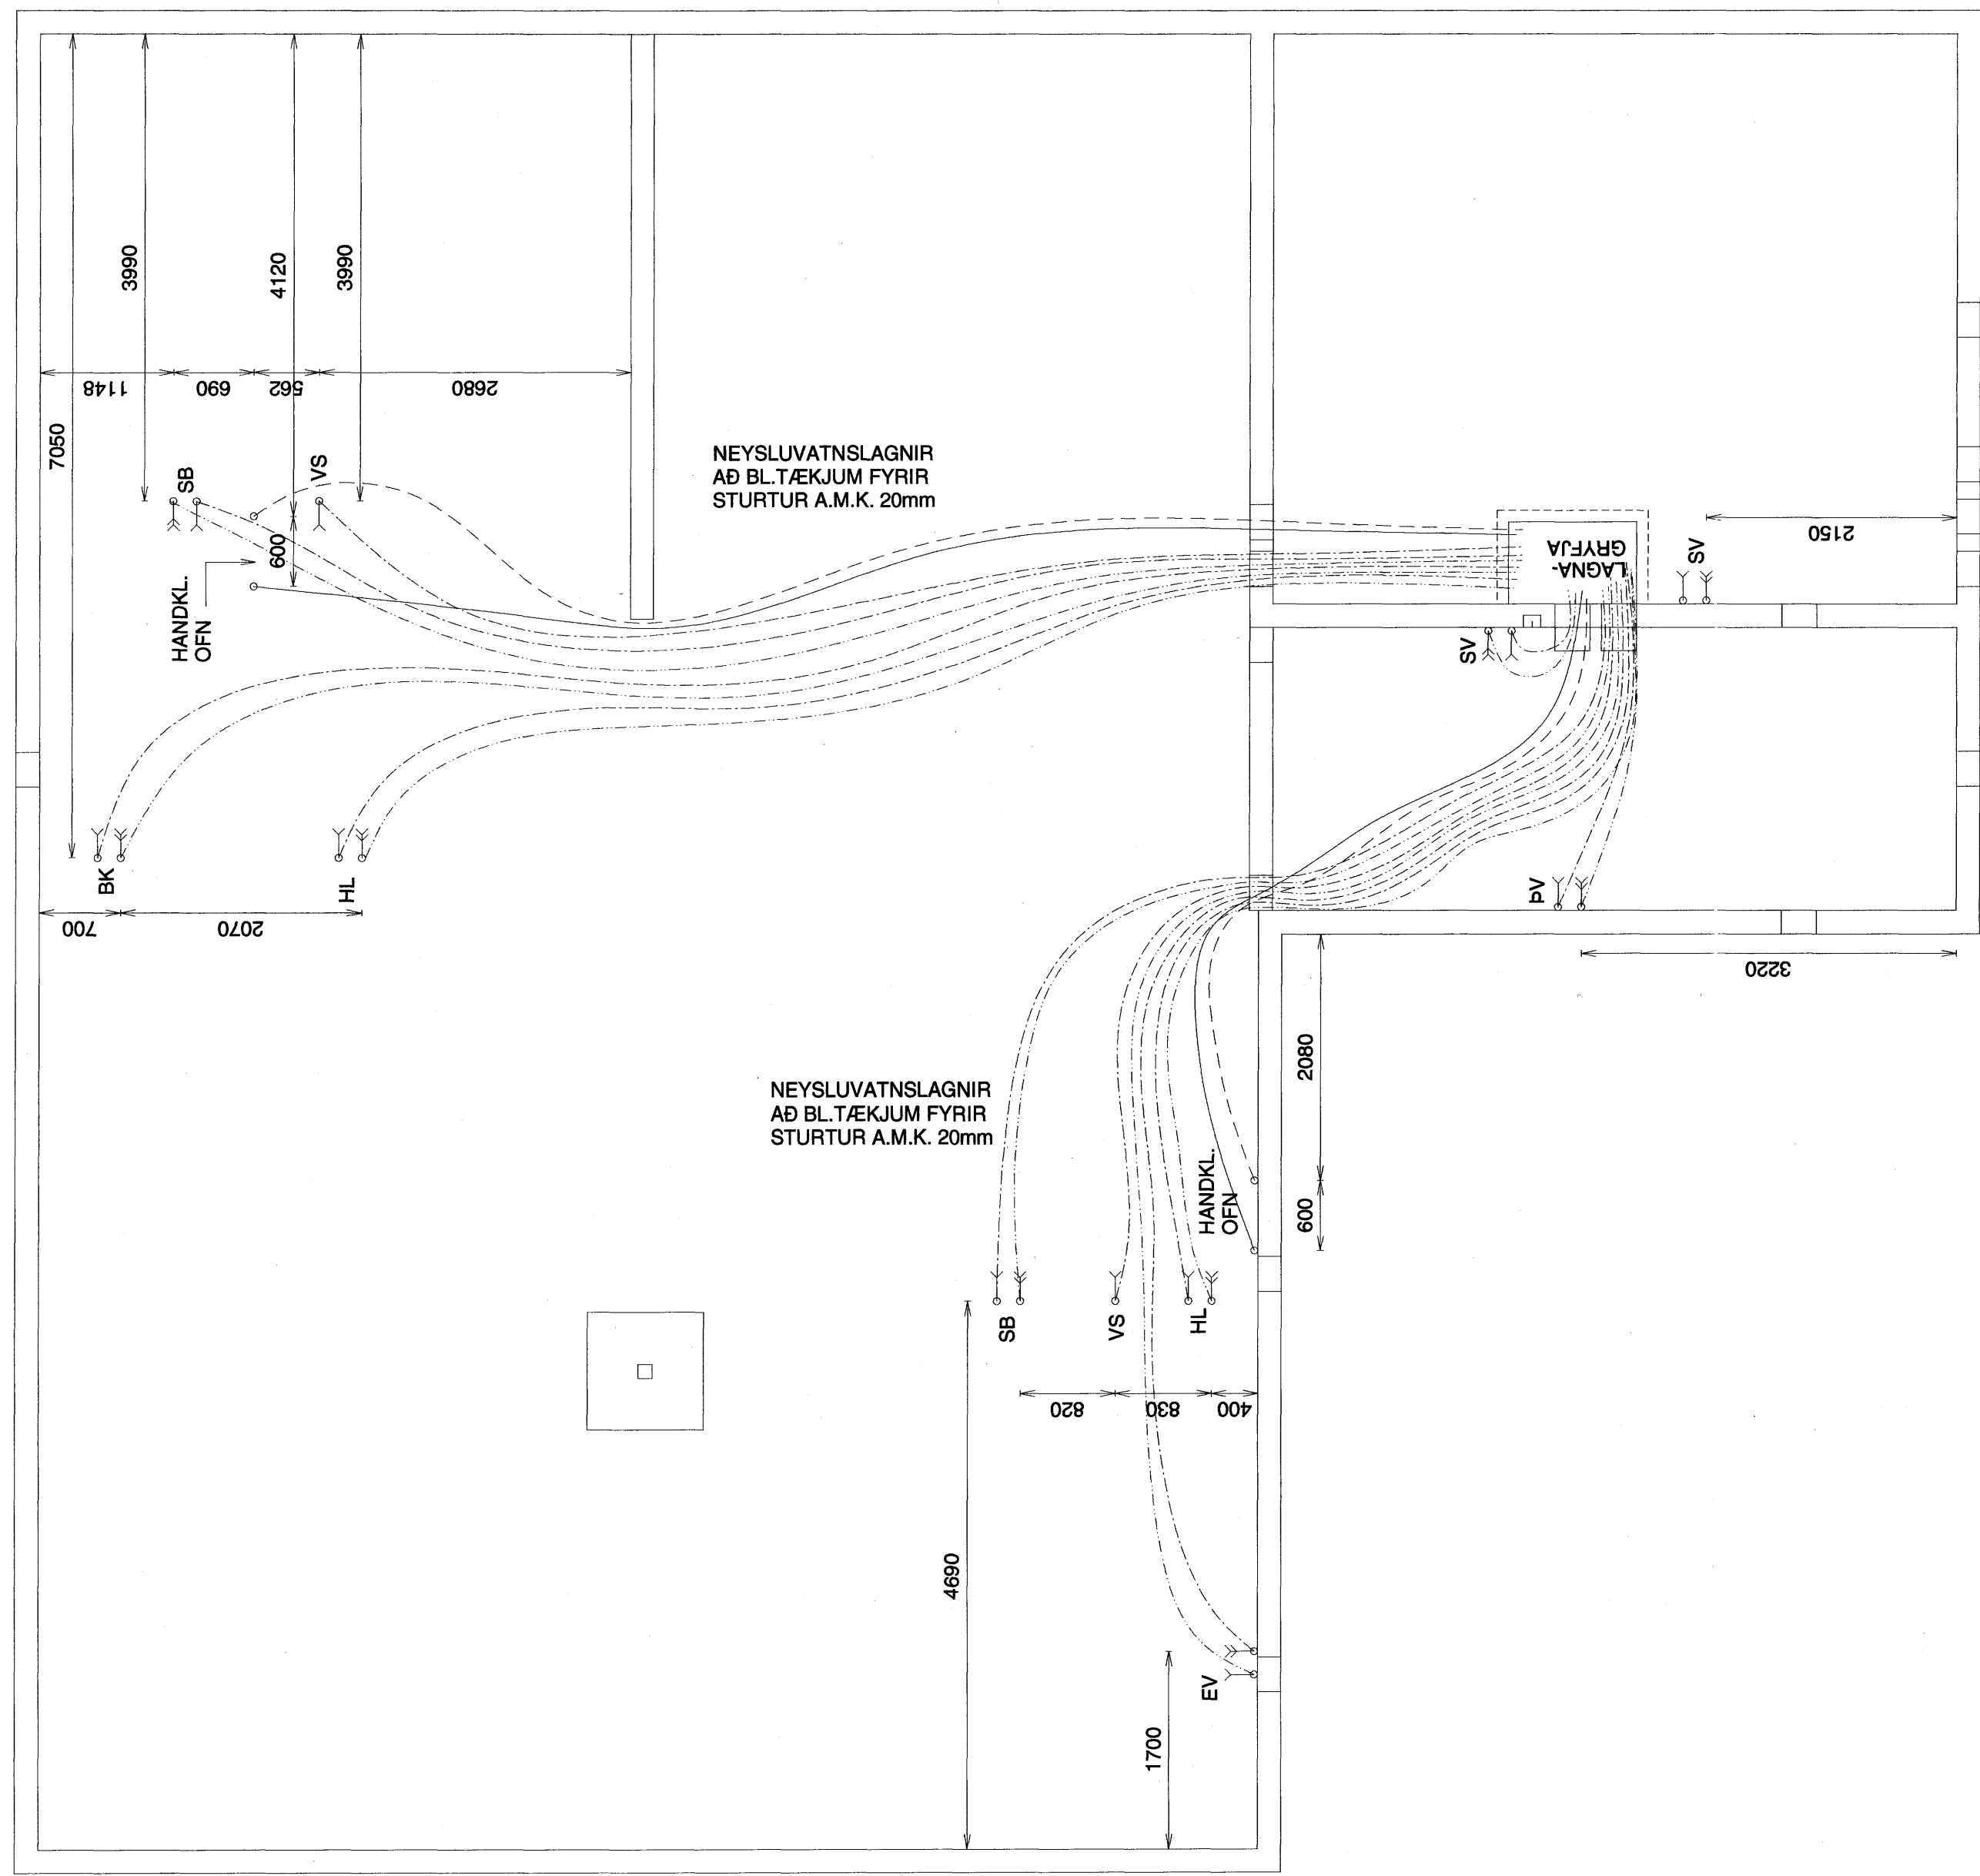 3990
4120
3990
7050
1148
690
562
2680
SB
VS
600
HANDKL.
OFN
NEYSLUVATNSLAGNIR
AÐ BL.TÆKJUM FYRIR
STURTUR A.M.K. 20mm
LAGNA-
GRYFJA
SV
2150
SV
BK
HL
700
2070
ÞV
3220
2080
600
NEYSLUVATNSLAGNIR
AÐ BL.TÆKJUM FYRIR
STURTUR A.M.K. 20mm
HANDKL.
OFN
SB
VS
HL
820
830
400
4690
EV
1700